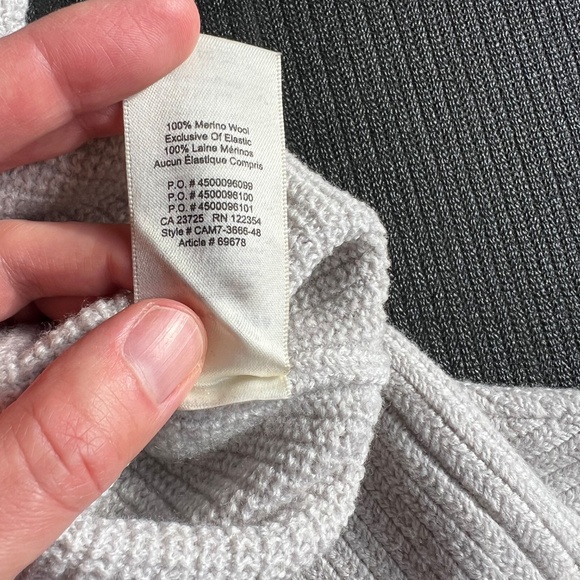 100% Merino Wool
Exclusive Of Elastic
100% Laine Mérinos
Aucun Élastique Compris
P.O. # 4500096099
P.O. # 4500096100
P.O. # 4500096101
CA 23725 RN 122354
Style # CAM7-3666-48
Article # 69678